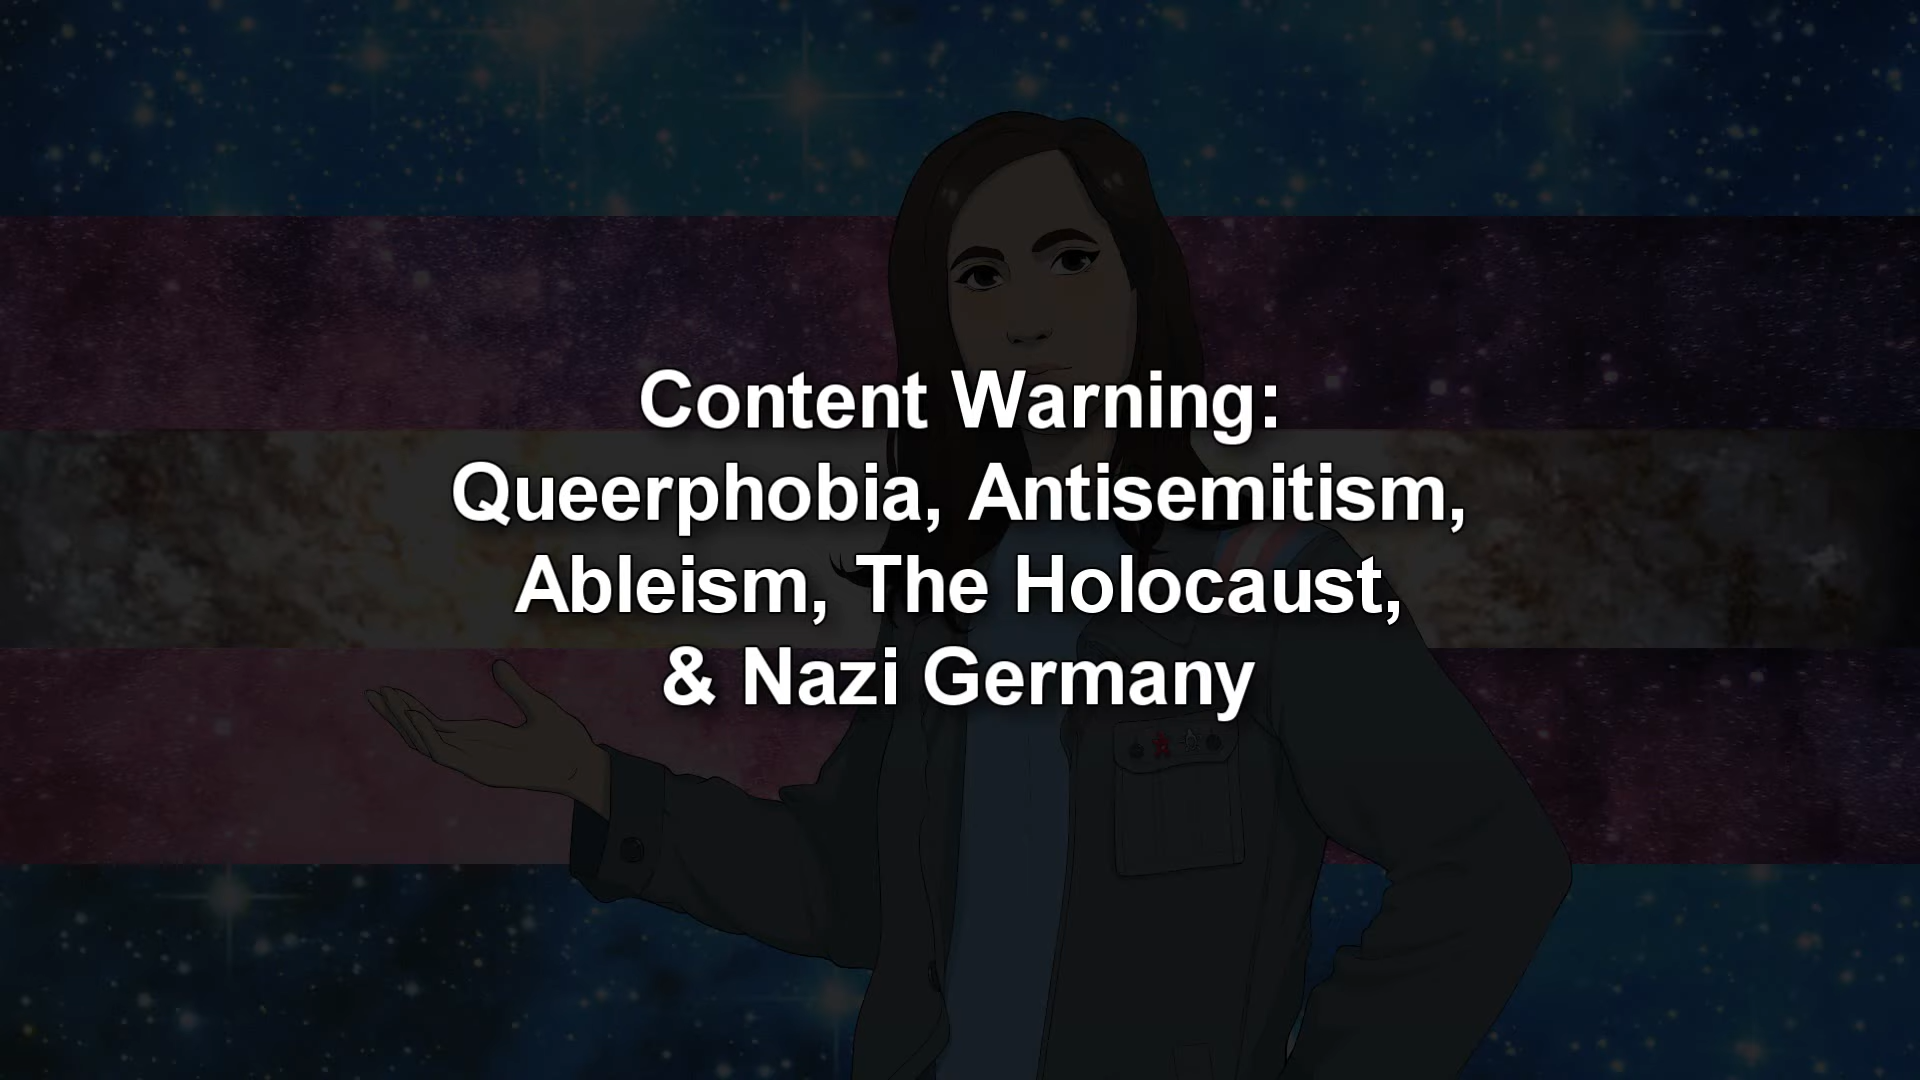 Content Warning:
Queerphobia, Antisemitism,
Ableism, The Holocaust,
& Nazi Germany